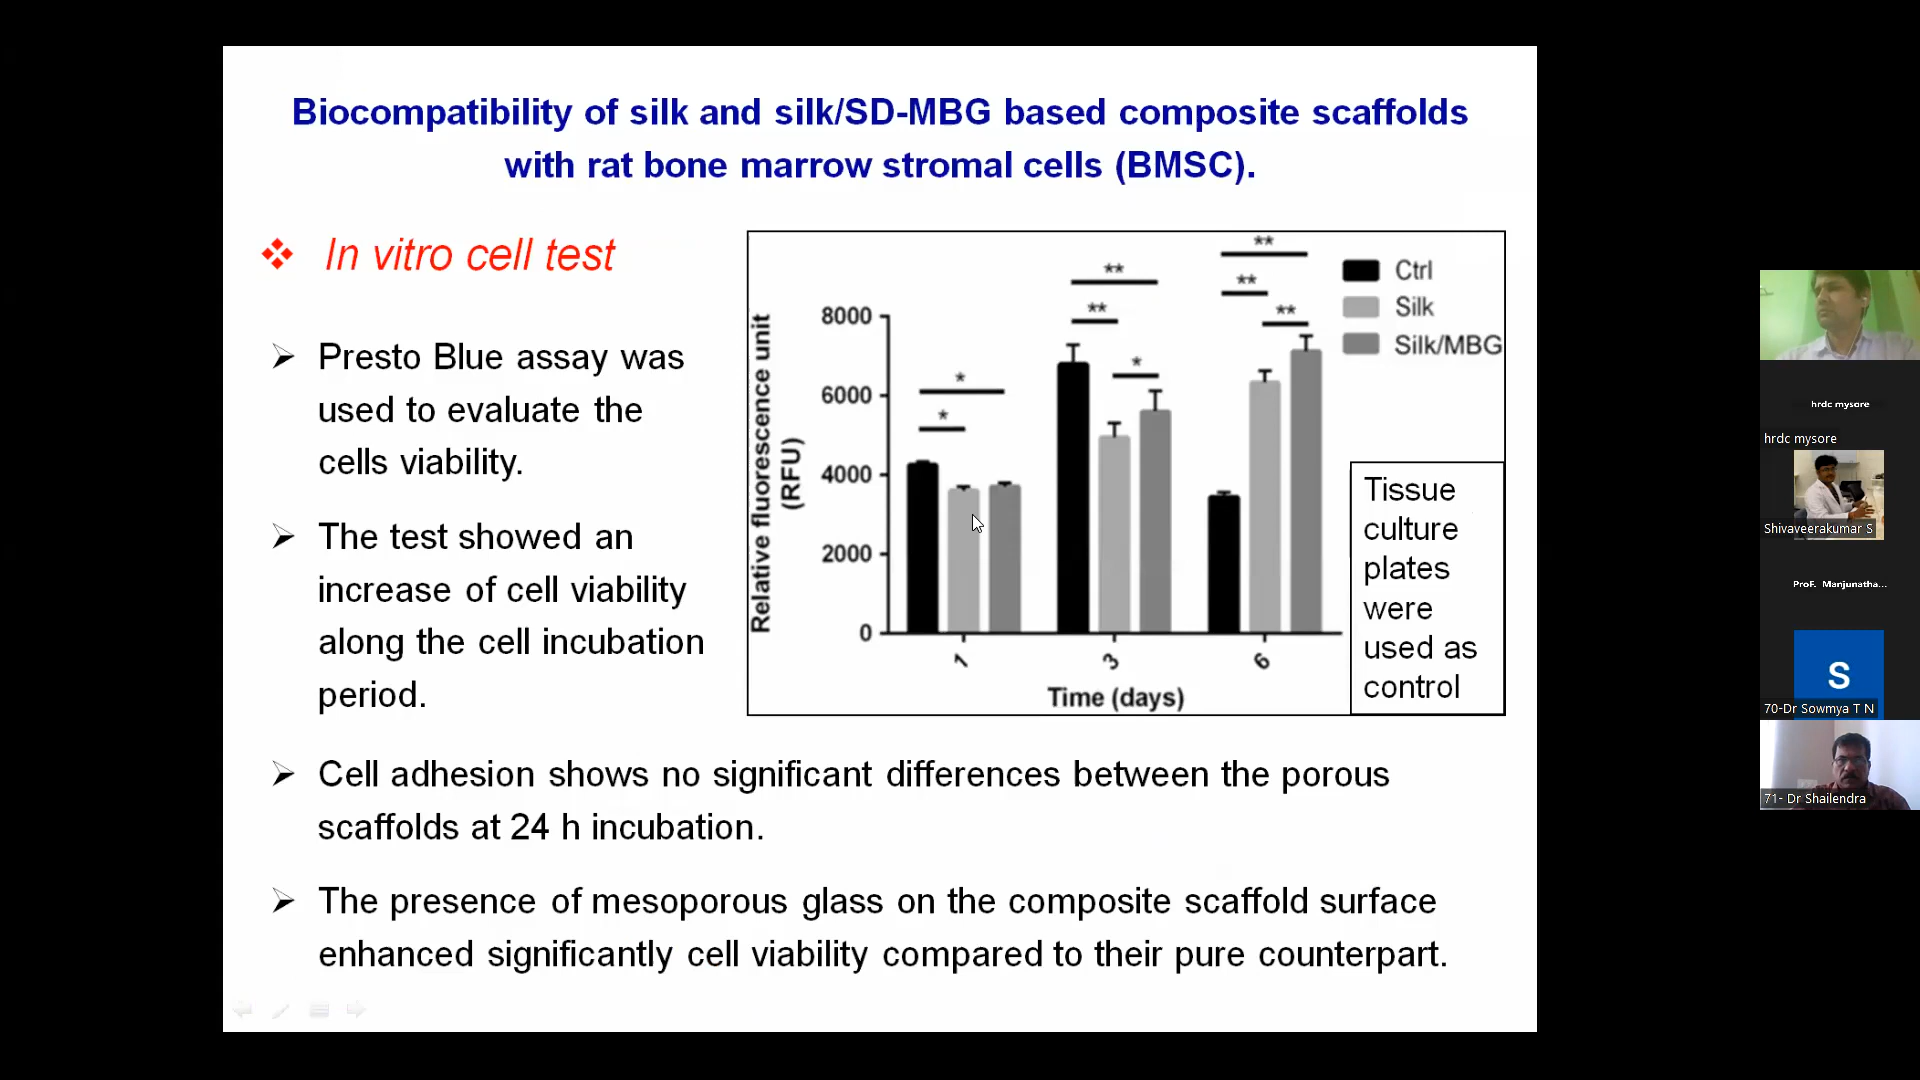 Biocompatibility of silk and silk/SD-MBG based composite scaffolds
with rat bone marrow stromal cells (BMSC).
In vitro cell test
Presto Blue assay was
used to evaluate the
cells viability.
The test showed an
increase of cell viability
along the cell incubation
period.
Relative fluorescence unit
(RFU)
8000
6000
4000
2000
0
*
*
**
**
*
**
**
**
1
3
6
Time (days)
Ctrl
Silk
Silk/MBG
Tissue
culture
plates
were
used as
control
Cell adhesion shows no significant differences between the porous
scaffolds at 24 h incubation.
The presence of mesoporous glass on the composite scaffold surface
enhanced significantly cell viability compared to their pure counterpart.
hrdc mysore
hrdc mysore
Shivaveerakumar S
ProF. Manjunatha...
S
70-Dr Sowmya T N
71- Dr Shailendra